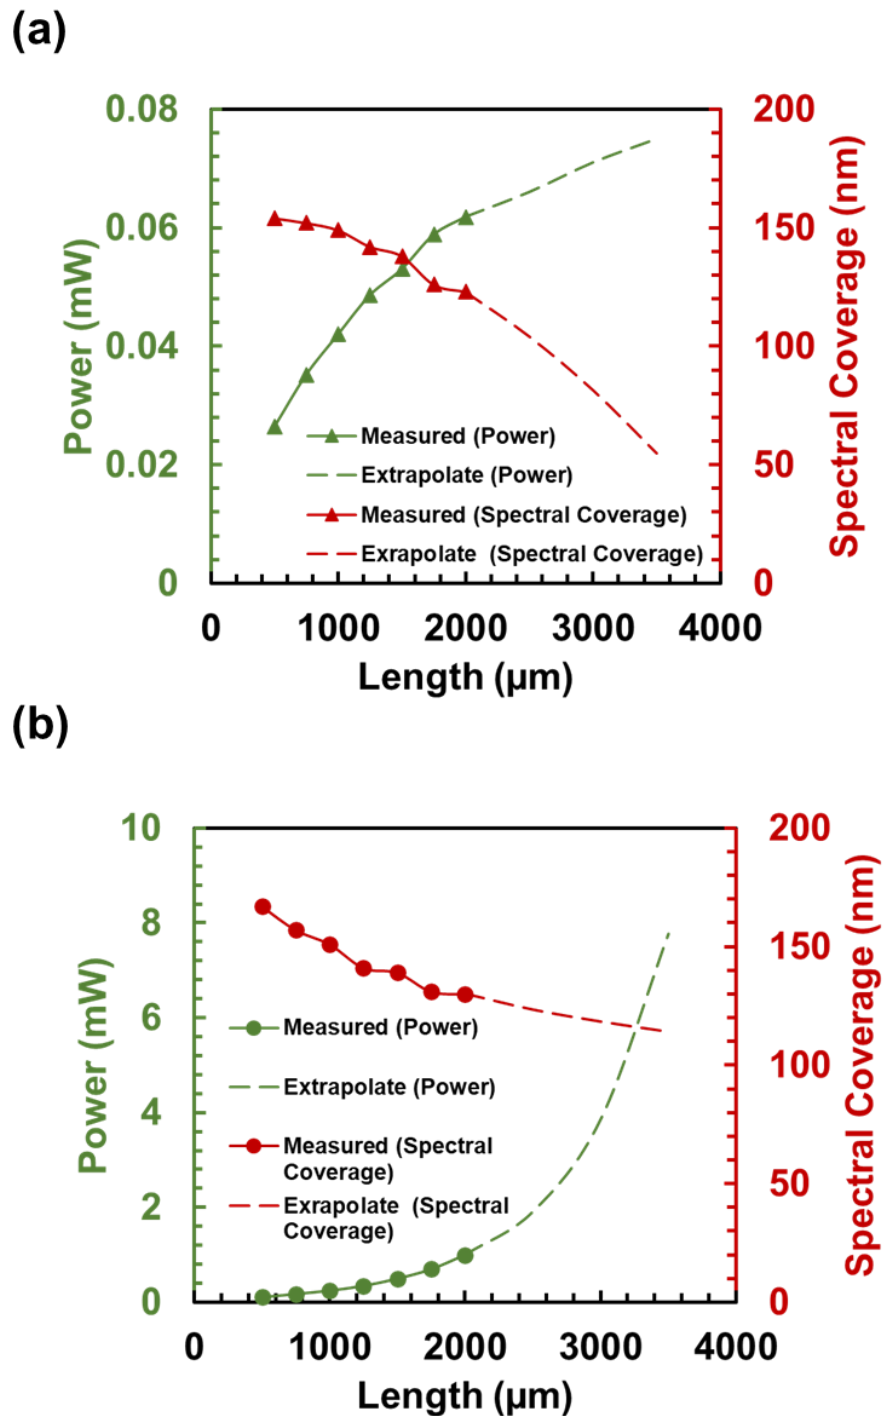 (a)
Power (mW)
0.08
0.06
0.04
0.02
0
Measured (Power)
Extrapolate (Power)
Measured (Spectral Coverage)
Exrapolate (Spectral Coverage)
200
150
100
50
0
Spectral Coverage (nm)
0 1000 2000 3000 4000
Length (µm)
(b)
Power (mW)
10
8
6
4
2
0
Measured (Power)
Extrapolate (Power)
Measured (Spectral
Coverage)
Exrapolate (Spectral
Coverage)
200
150
100
50
0
Spectral Coverage (nm)
0 1000 2000 3000 4000
Length (µm)